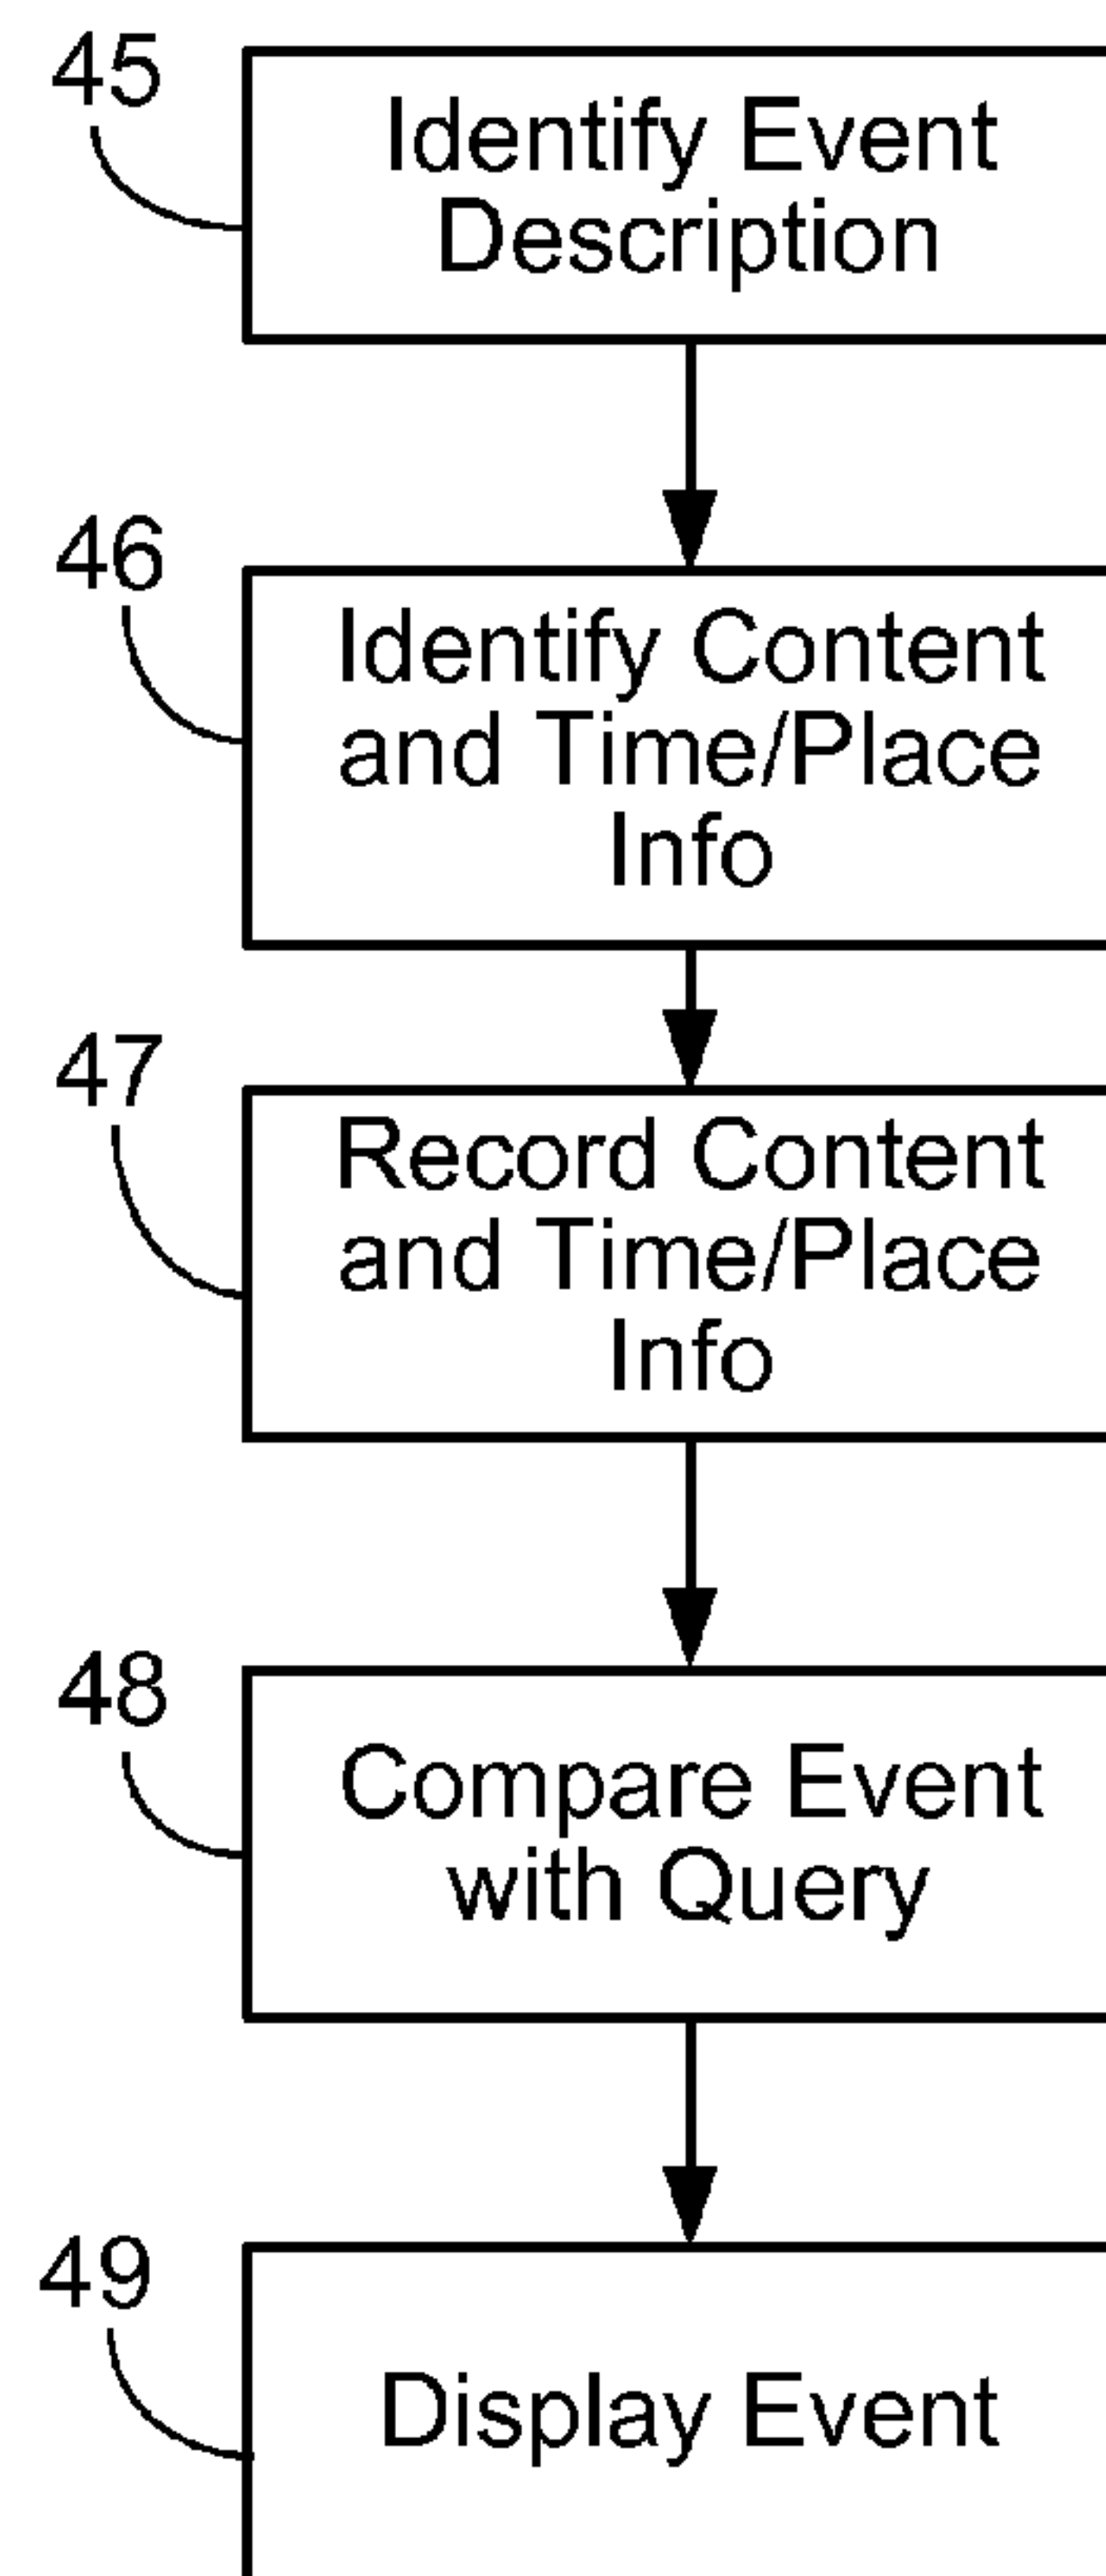 45
Identify Event
Description
46
Identify Content
and Time/Place
Info
47
Record Content
and Time/Place
Info
48
Compare Event
with Query
49
Display Event